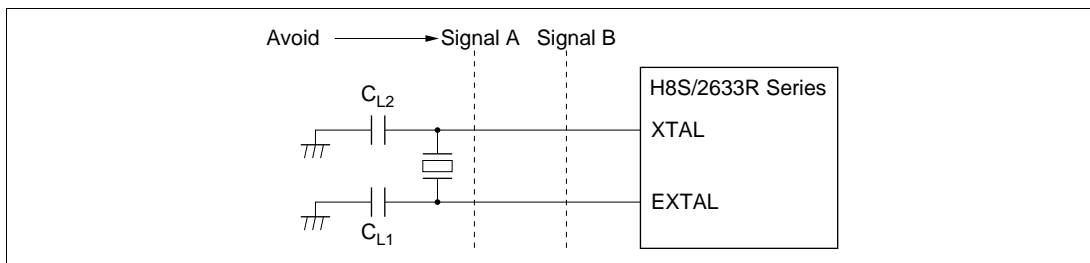 Avoid Signal A Signal B
H8S/2633R Series
CL2
XTAL
EXTAL
CL1